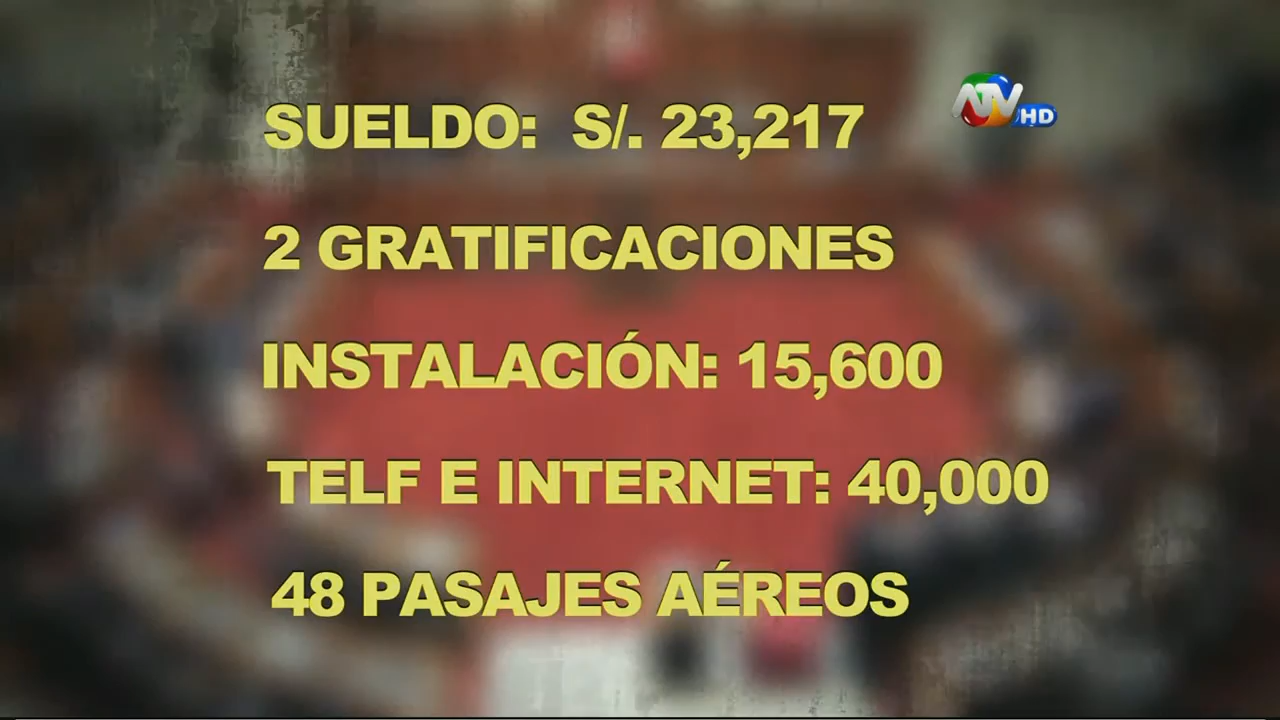 ATV HD
SUELDO: S/. 23,217
2 GRATIFICACIONES
INSTALACIÓN: 15,600
TELF E INTERNET: 40,000
48 PASAJES AÉREOS